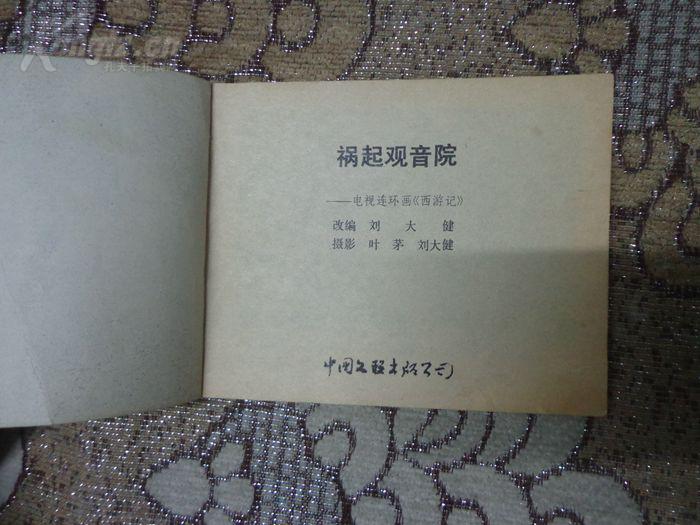 祸起观音院
——电视连环画《西游记》
改编 刘大健
摄影 叶茅 刘大健
中国文联出版公司